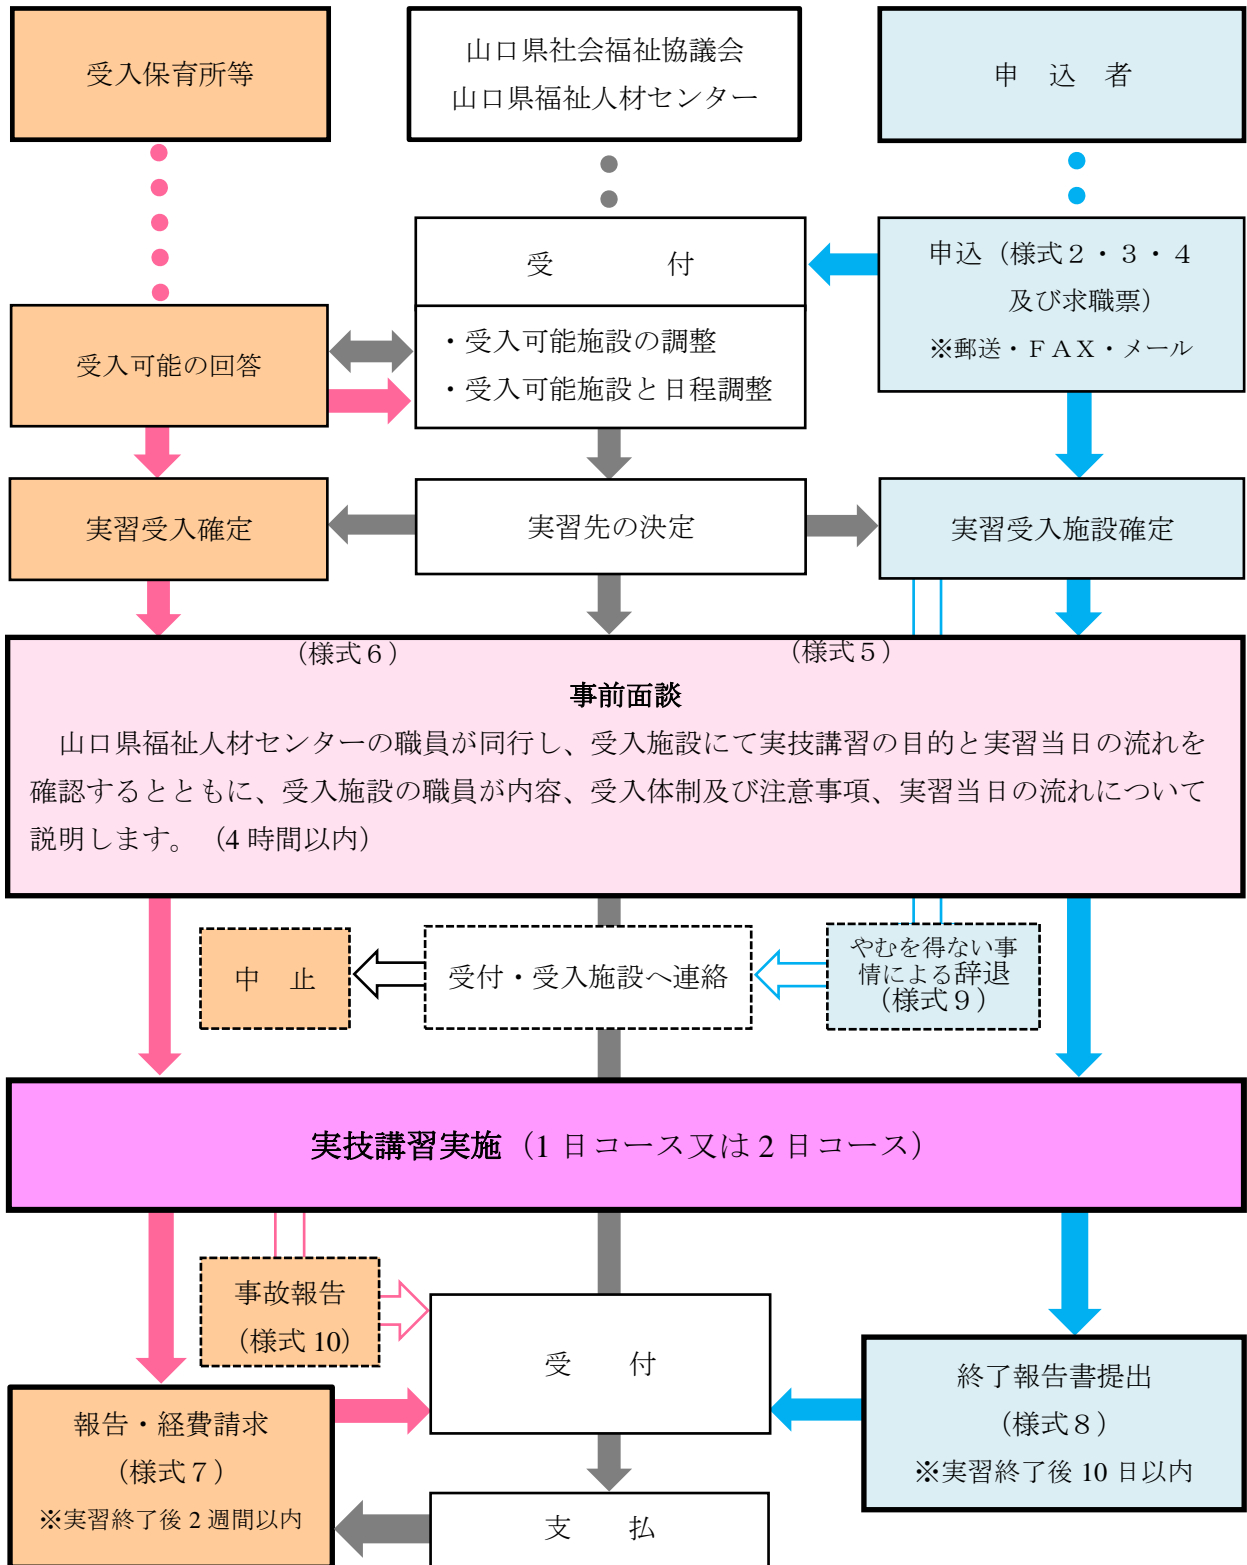 受入保育所等
山口県社会福祉協議会
山口県福祉人材センター
申　込　者
受　　　　付
申込（様式２・３・４
及び求職票）
※郵送・ＦＡＸ・メール
受入可能の回答
・受入可能施設の調整
・受入可能施設と日程調整
実習受入確定
実習先の決定
実習受入施設確定
（様式６）
（様式５）
事前面談
　山口県福祉人材センターの職員が同行し、受入施設にて実技講習の目的と実習当日の流れを
確認するとともに、受入施設の職員が内容、受入体制及び注意事項、実習当日の流れについて
説明します。（4 時間以内）
中　止
受付・受入施設へ連絡
やむを得ない事
情による辞退
（様式９）
実技講習実施（1 日コース又は 2 日コース）
事故報告
（様式 10）
受　　付
終了報告書提出
（様式８）
※実習終了後 10 日以内
報告・経費請求
（様式７）
※実習終了後 2 週間以内
支　　払